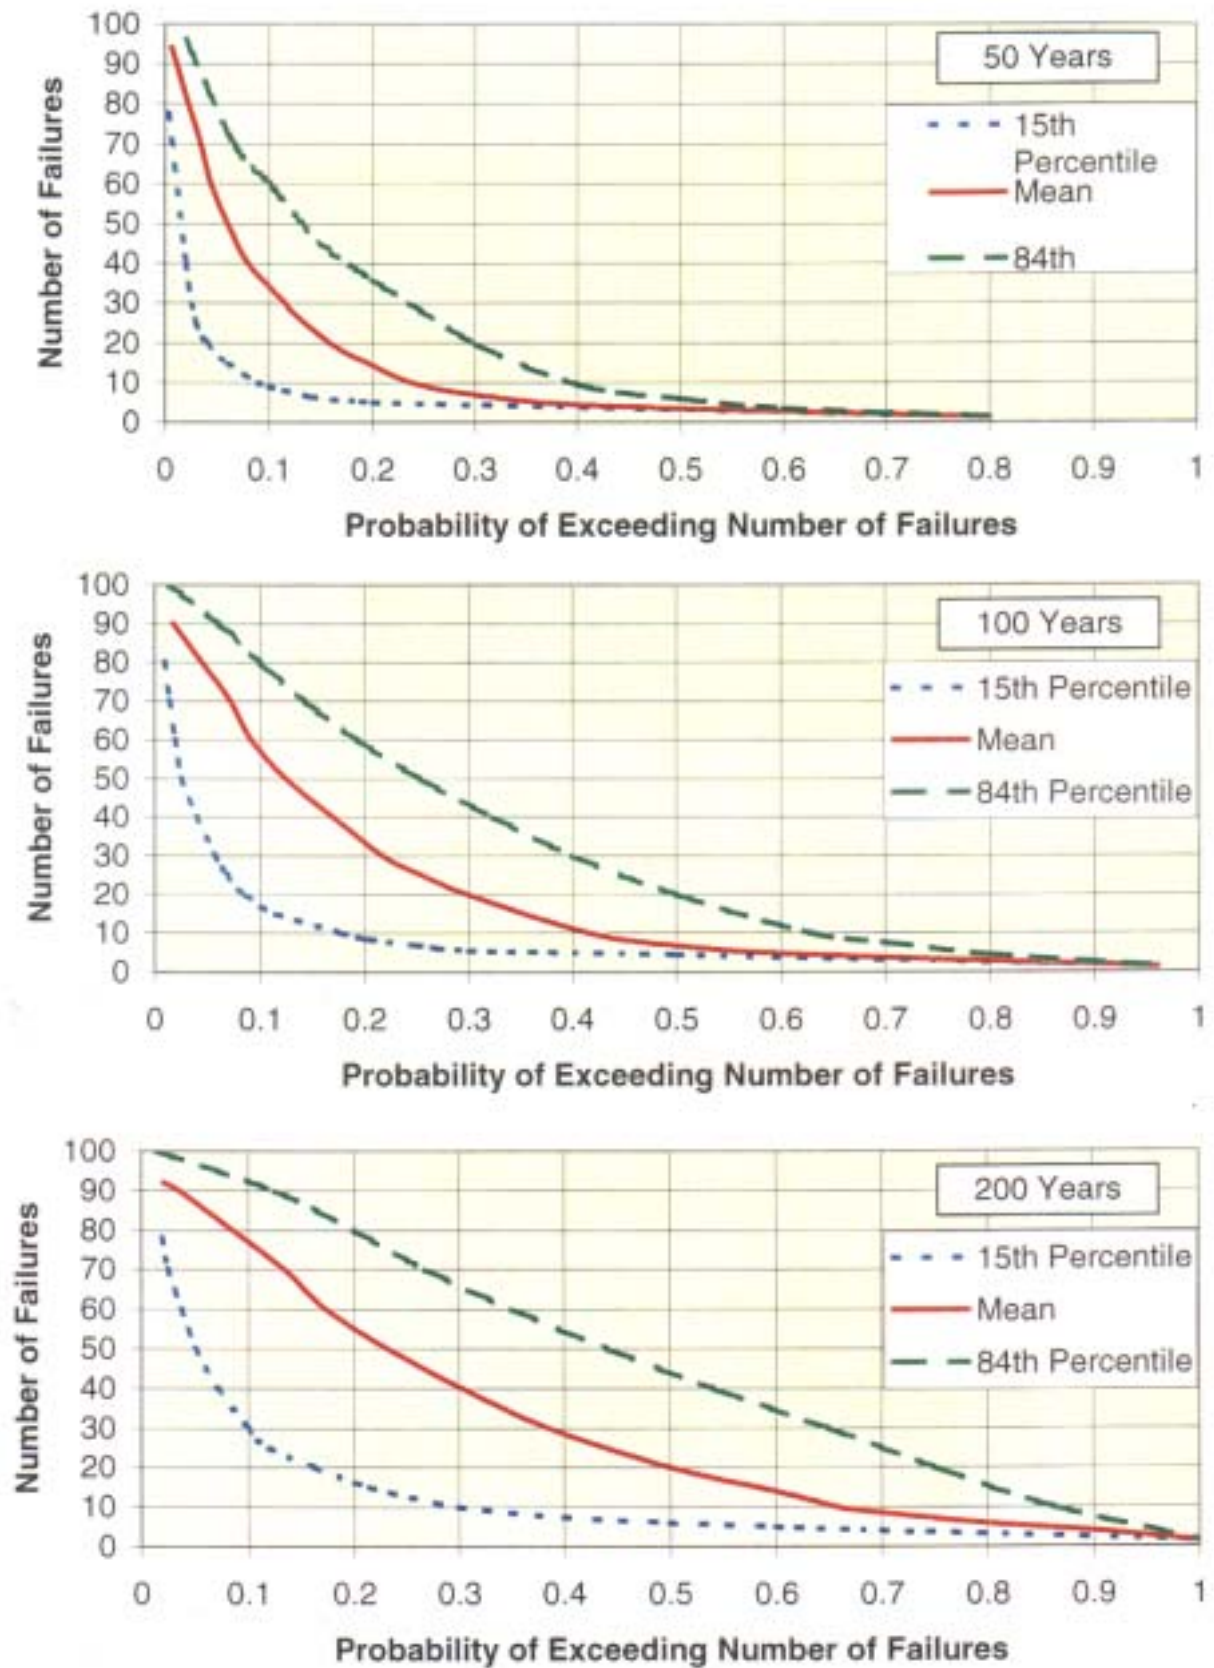 100
90
80
70
60
50
40
30
20
10
0
Number of Failures
50 Years
15th
Percentile
Mean
84th
0 0.1 0.2 0.3 0.4 0.5 0.6 0.7 0.8 0.9 1
Probability of Exceeding Number of Failures
100
90
80
70
60
50
40
30
20
10
0
Number of Failures
100 Years
15th Percentile
Mean
84th Percentile
0 0.1 0.2 0.3 0.4 0.5 0.6 0.7 0.8 0.9 1
Probability of Exceeding Number of Failures
100
90
80
70
60
50
40
30
20
10
0
Number of Failures
200 Years
15th Percentile
Mean
84th Percentile
0 0.1 0.2 0.3 0.4 0.5 0.6 0.7 0.8 0.9 1
Probability of Exceeding Number of Failures